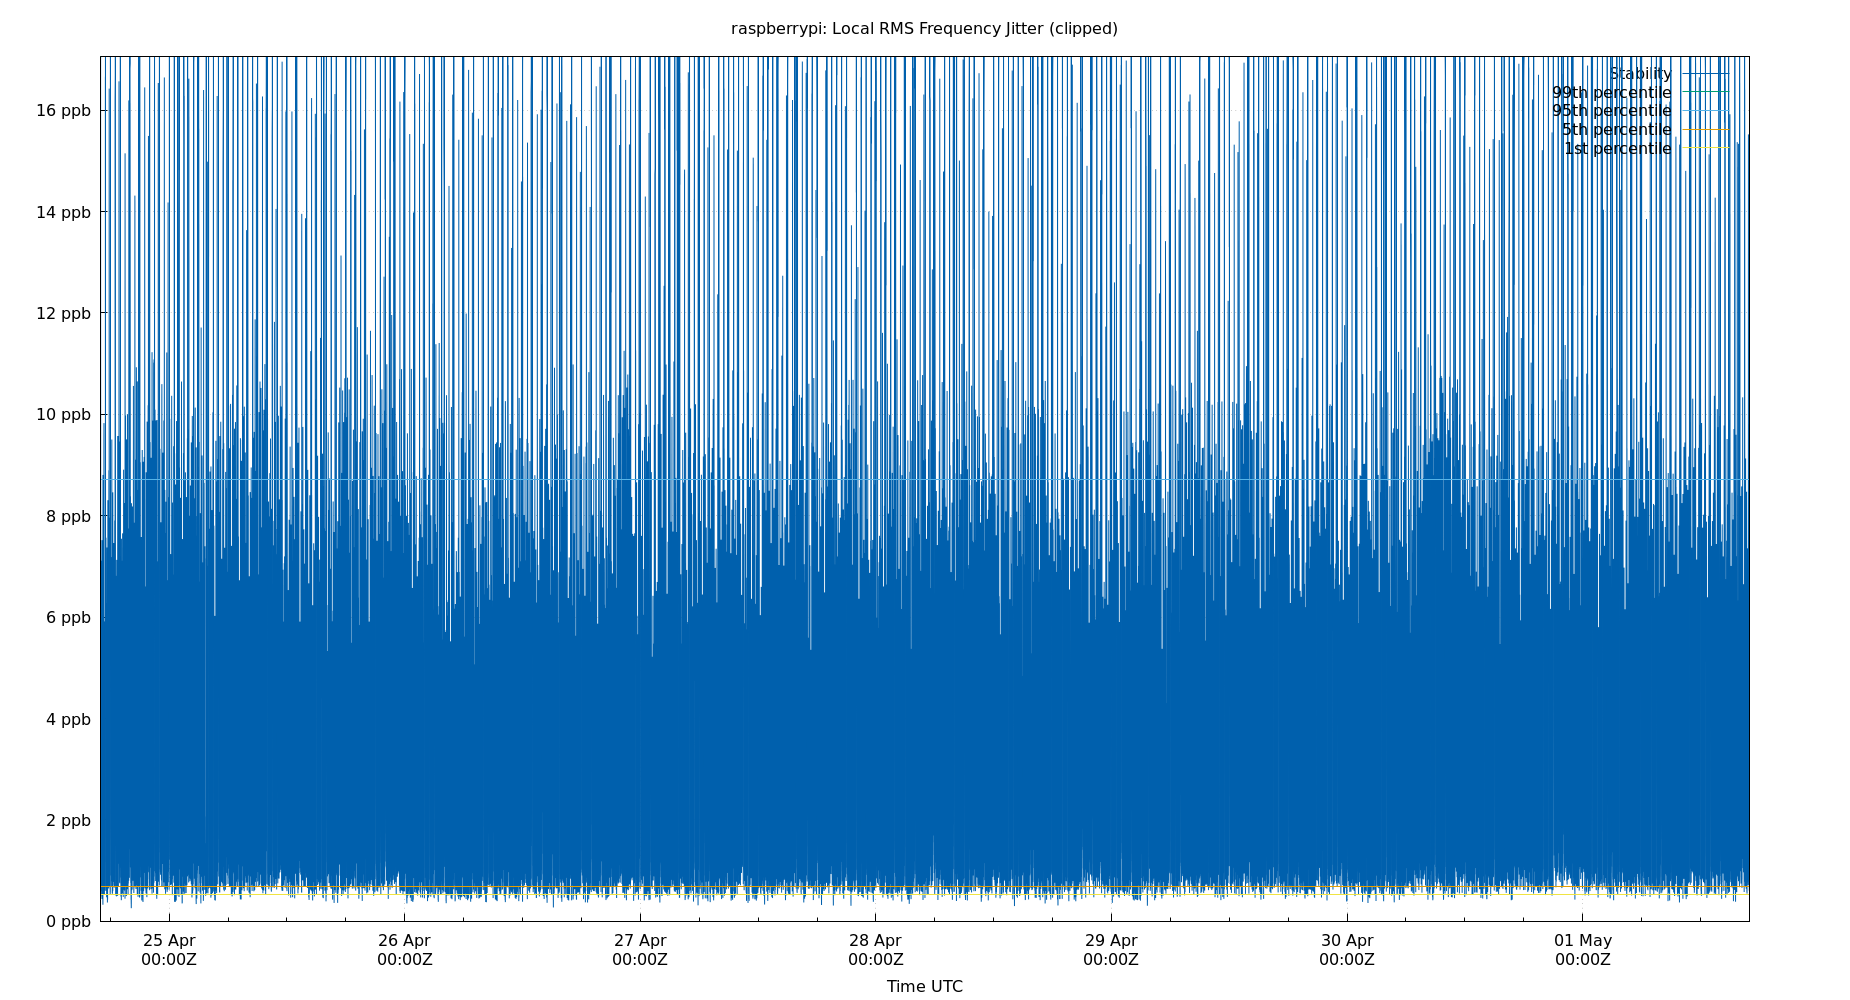 raspberrypi: Local RMS Frequency Jitter (clipped)
Stability
99th percentile
95th percentile
5th percentile
1st percentile
16 ppb
14 ppb
12 ppb
10 ppb
8 ppb
6 ppb
4 ppb
2 ppb
0 ppb
25 Apr 26 Apr 27 Apr 28 Apr 29 Apr 30 Apr 01 May
00:00Z 00:00Z 00:00Z 00:00Z 00:00Z 00:00Z 00:00Z
Time UTC